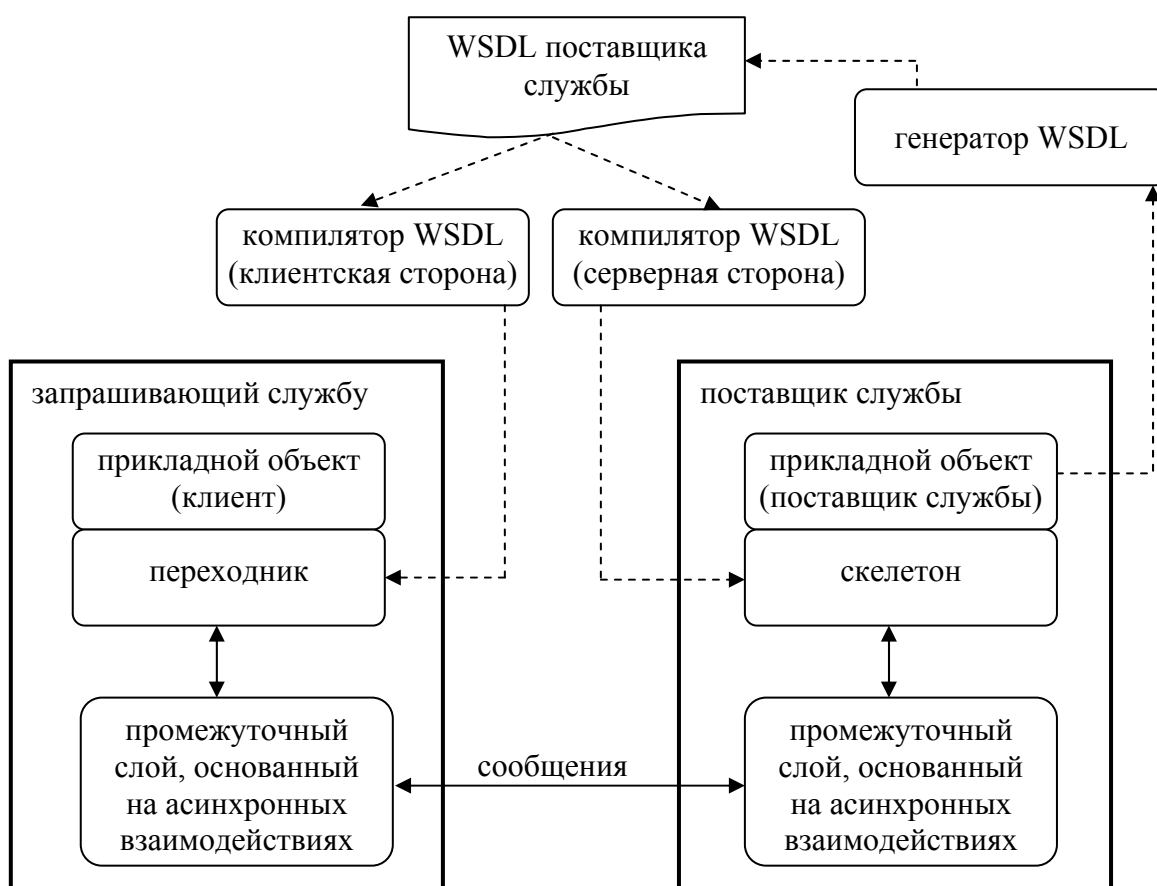 WSDL поставщика
службы
генератор WSDL
компилятор WSDL
(клиентская сторона)
компилятор WSDL
(серверная сторона)
запрашивающий службу
прикладной объект
(клиент)
переходник
промежуточный
слой, основанный
на асинхронных
взаимодействиях
сообщения
поставщик службы
прикладной объект
(поставщик службы)
скелетон
промежуточный
слой, основанный
на асинхронных
взаимодействиях